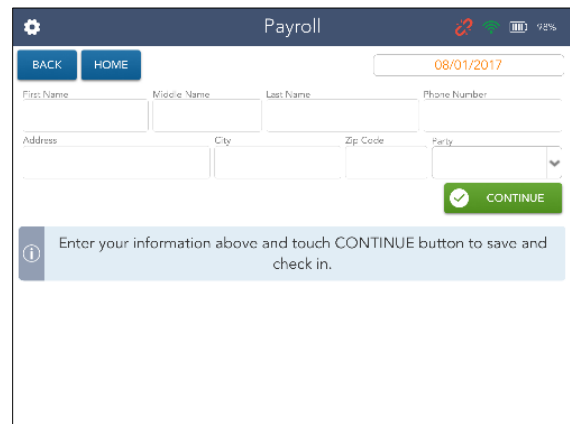 Payroll
98%
BACK HOME 08/01/2017
First Name Middle Name Last Name Phone Number
Address City Zip Code Party
CONTINUE
Enter your information above and touch CONTINUE button to save and
check in.